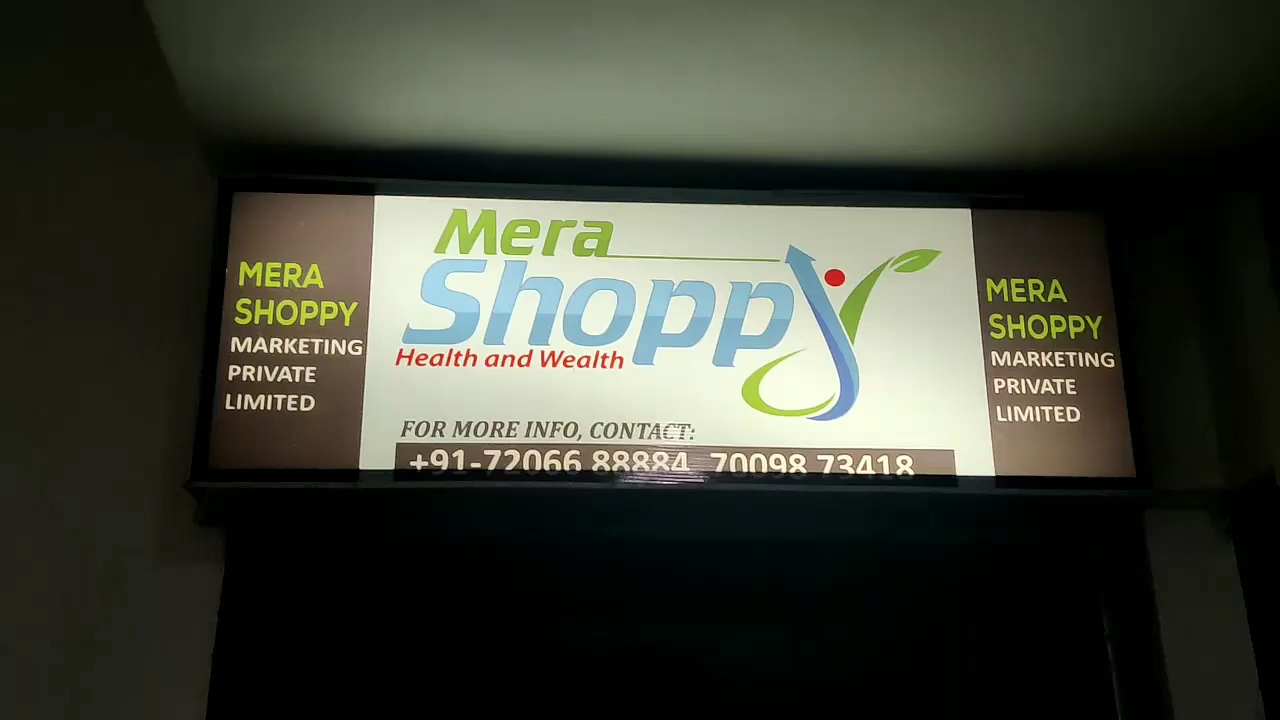 MERA
SHOPPY
MARKETING
PRIVATE
LIMITED
Mera
Shoppy
Health and Wealth
FOR MORE INFO, CONTACT:
+91-72066 88884, 70098 73418
MERA
SHOPPY
MARKETING
PRIVATE
LIMITED